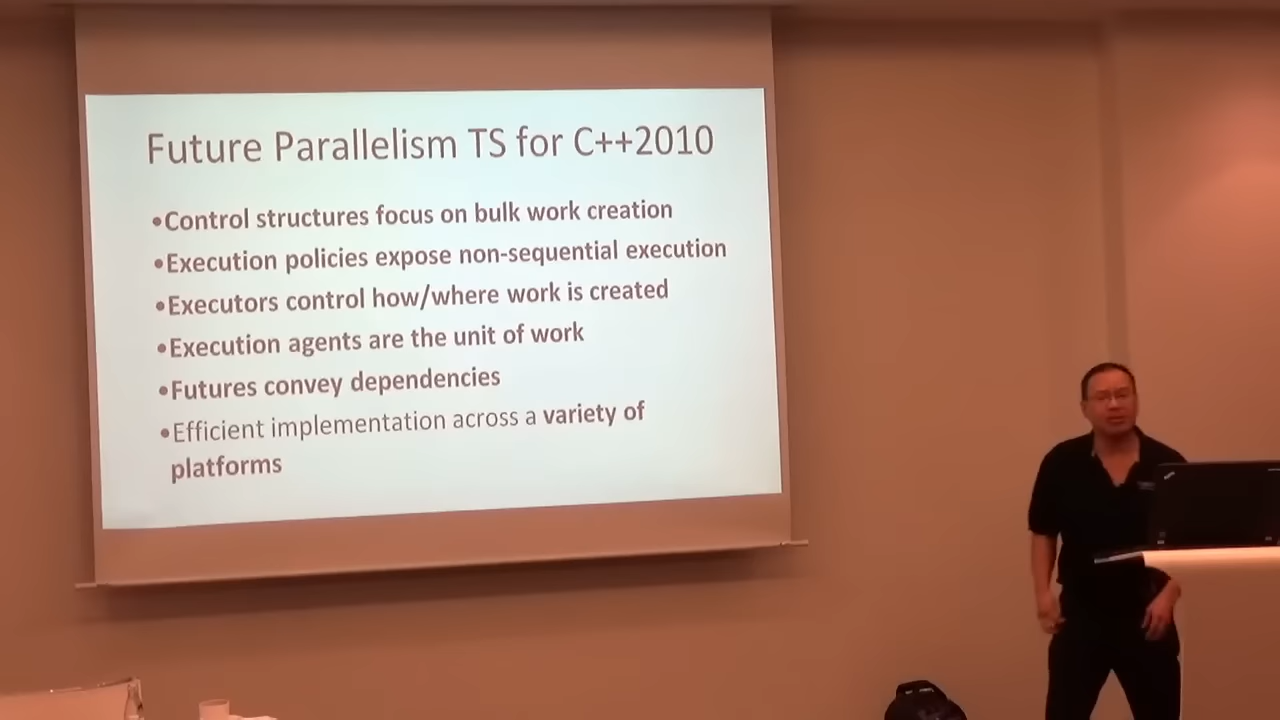 Future Parallelism TS for C++2010
•Control structures focus on bulk work creation
•Execution policies expose non-sequential execution
•Executors control how/where work is created
•Execution agents are the unit of work
•Futures convey dependencies
•Efficient implementation across a variety of
platforms